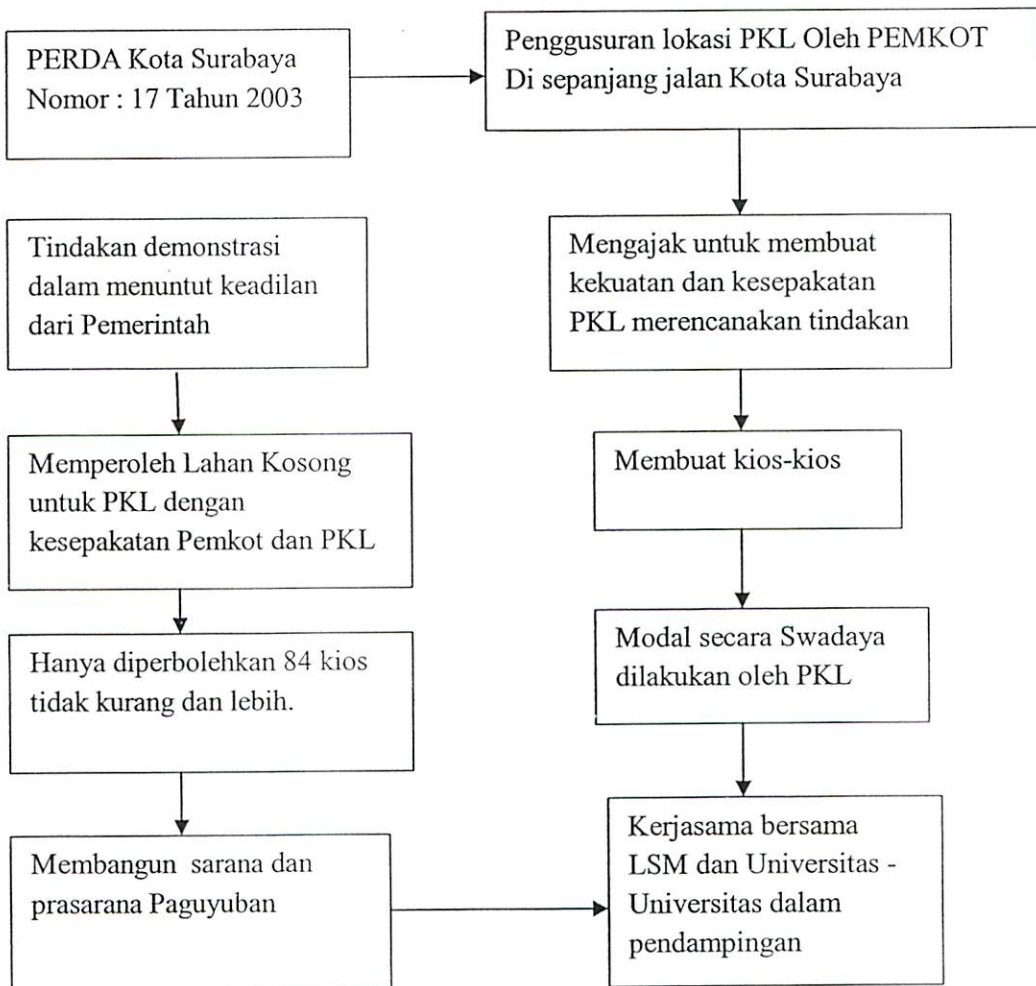 PERDA Kota Surabaya
Nomor : 17 Tahun 2003
Penggusuran lokasi PKL Oleh PEMKOT
Di sepanjang jalan Kota Surabaya
Tindakan demonstrasi
dalam menuntut keadilan
dari Pemerintah
Mengajak untuk membuat
kekuatan dan kesepakatan
PKL merencanakan tindakan
Memperoleh Lahan Kosong
untuk PKL dengan
kesepakatan Pemkot dan PKL
Membuat kios-kios
Hanya diperbolehkan 84 kios
tidak kurang dan lebih.
Modal secara Swadaya
dilakukan oleh PKL
Membangun sarana dan
prasarana Paguyuban
Kerjasama bersama
LSM dan Universitas -
Universitas dalam
pendampingan